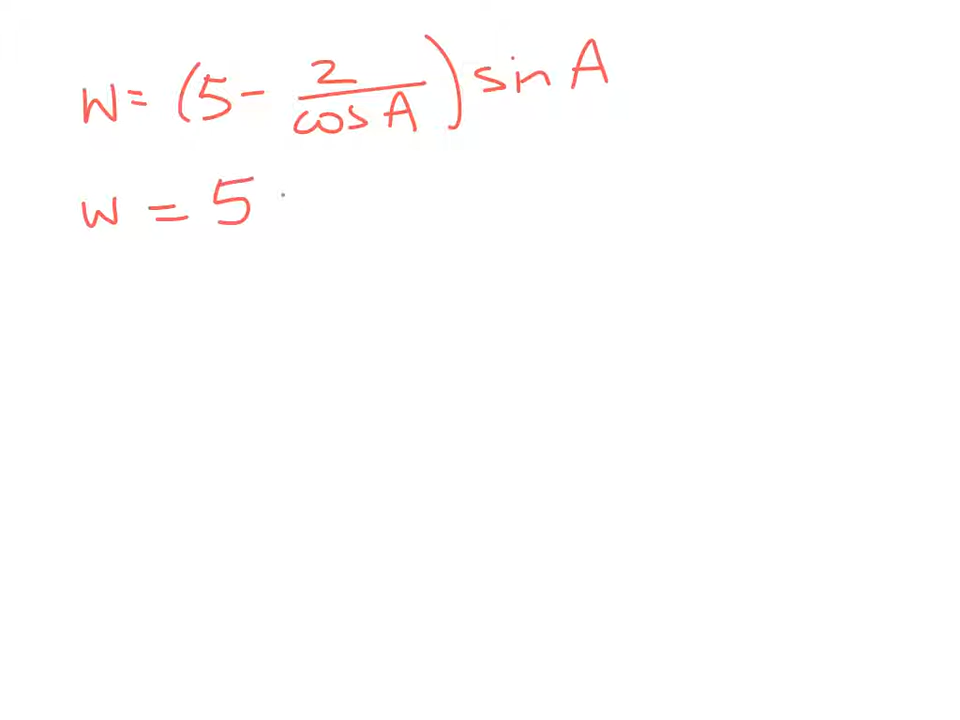 W = (5 - 2/cos A) sin A
w = 5